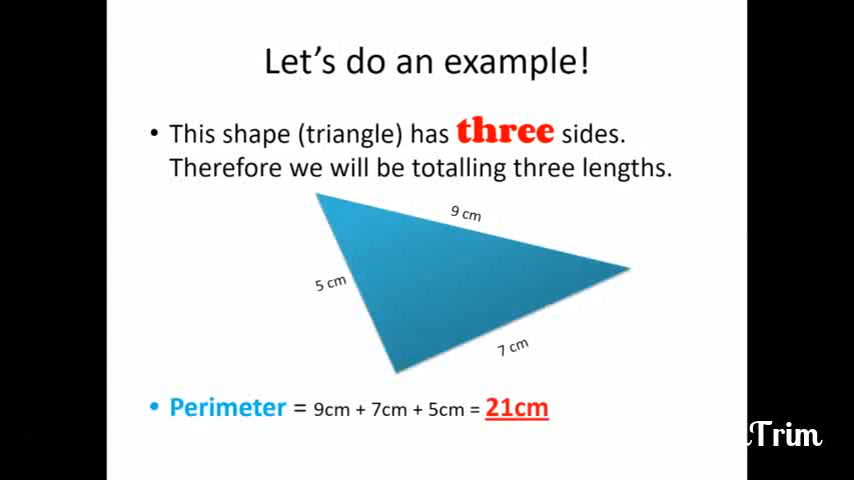 Let's do an example!
• This shape (triangle) has three sides.
Therefore we will be totalling three lengths.
9 cm
5 cm
7 cm
• Perimeter = 9cm + 7cm + 5cm = 21cm
Trim